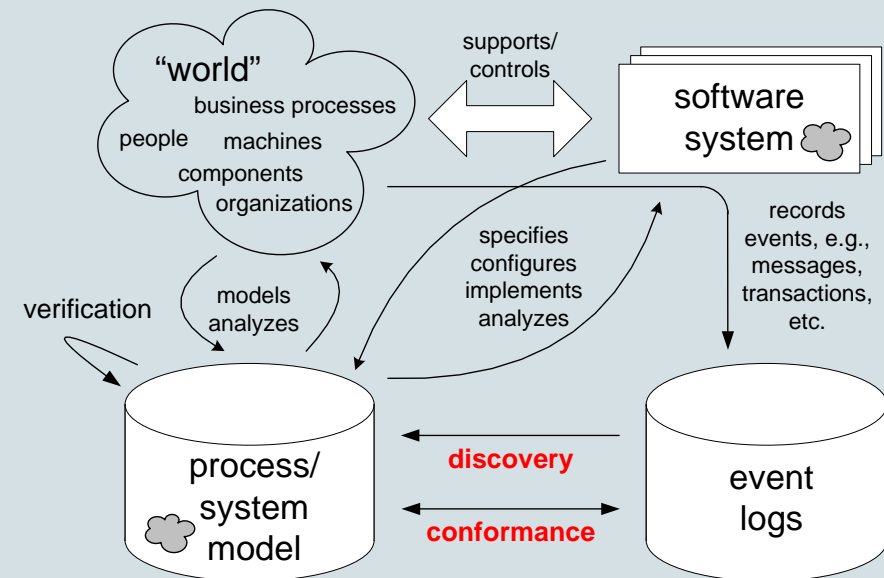 “world”
business processes
people machines
components
organizations
supports/
controls
software
system
records
events, e.g.,
messages,
transactions,
etc.
specifies
configures
implements
analyzes
models
analyzes
verification
process/
system
model
discovery
conformance
event
logs